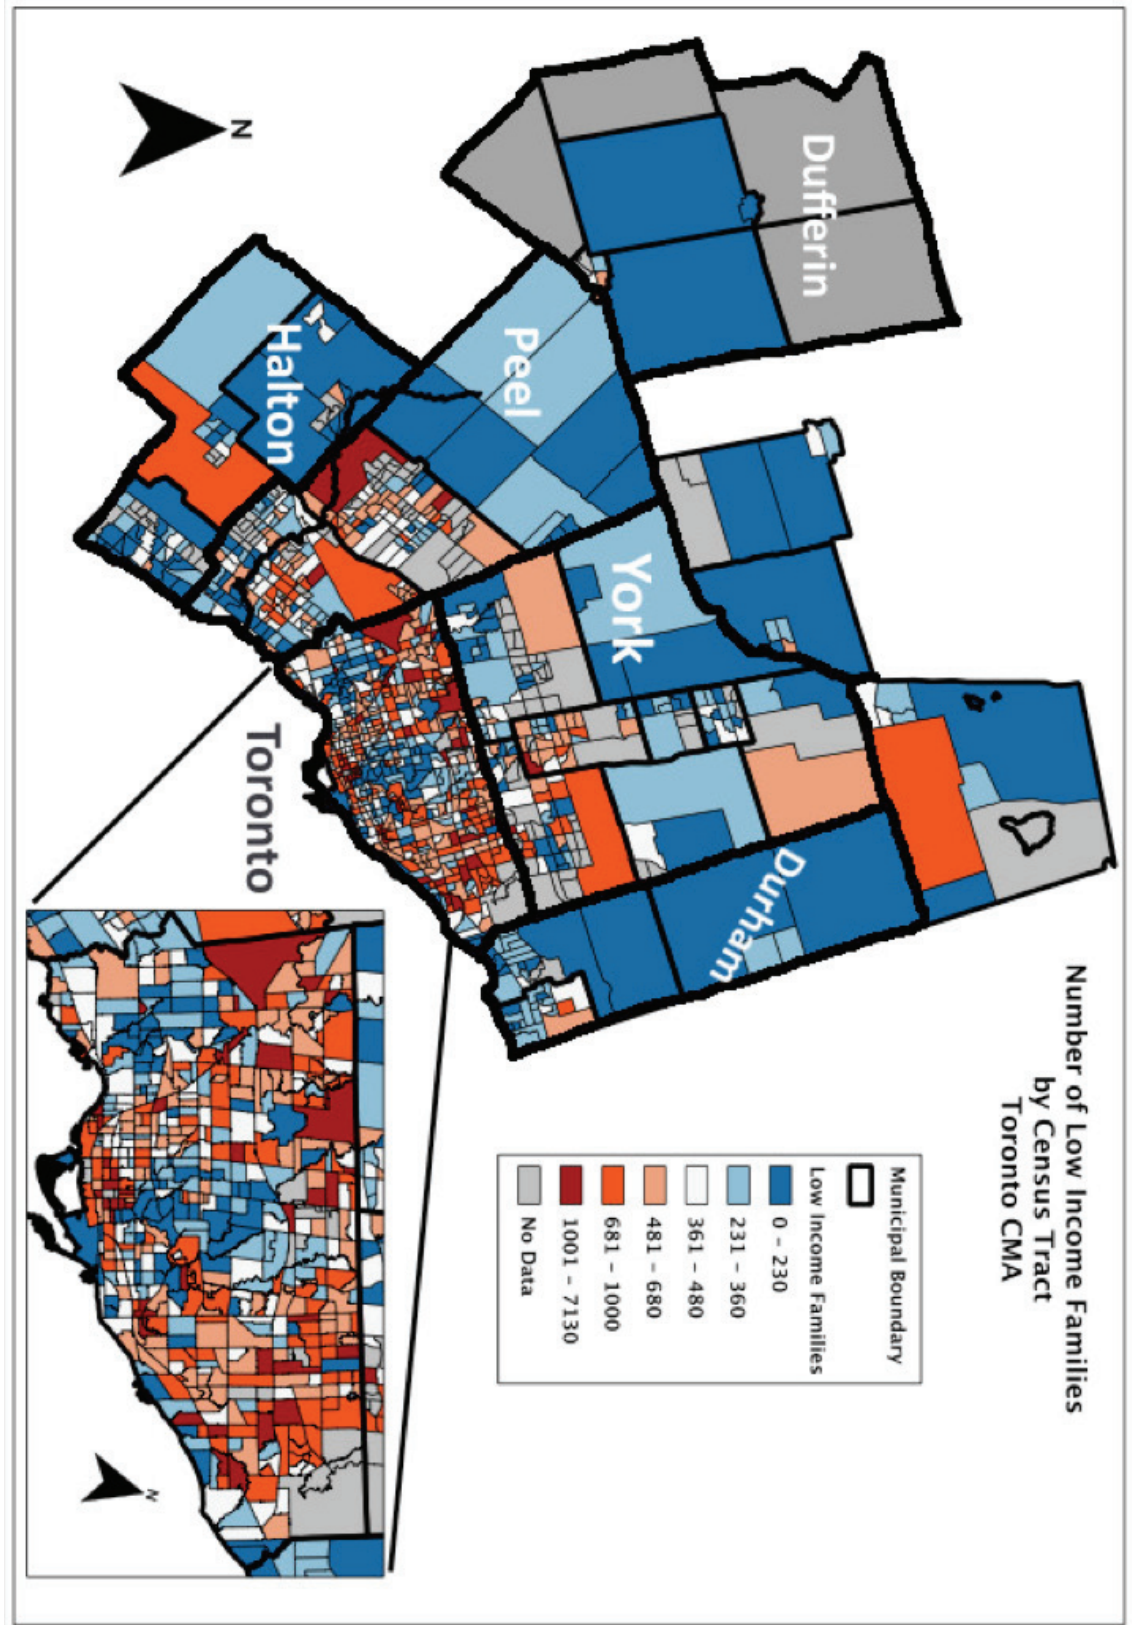 Number of Low Income Families
by Census Tract
Toronto CMA
Dufferin
York
Durham
Peel
Halton
Toronto
N
Municipal Boundary
Low Income Families
0 – 230
231 – 360
361 – 480
481 – 680
681 – 1000
1001 – 7130
No Data
N